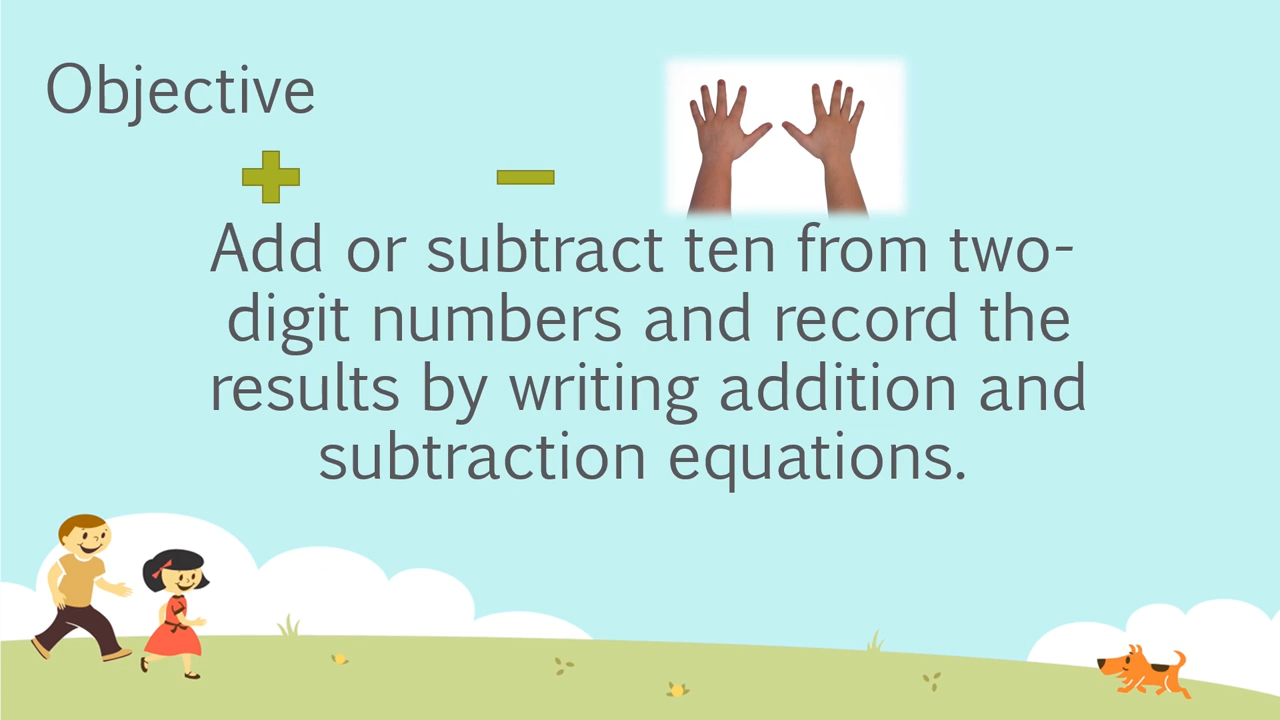 Objective
Add or subtract ten from two-
digit numbers and record the
results by writing addition and
subtraction equations.